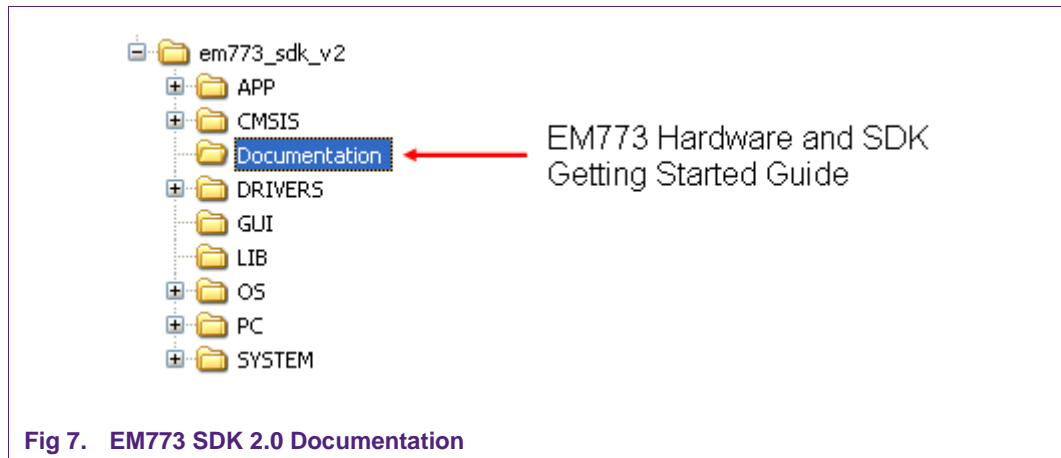 em773_sdk_v2
APP
CMSIS
Documentation
EM773 Hardware and SDK
Getting Started Guide
DRIVERS
GUI
LIB
OS
PC
SYSTEM
Fig 7. EM773 SDK 2.0 Documentation